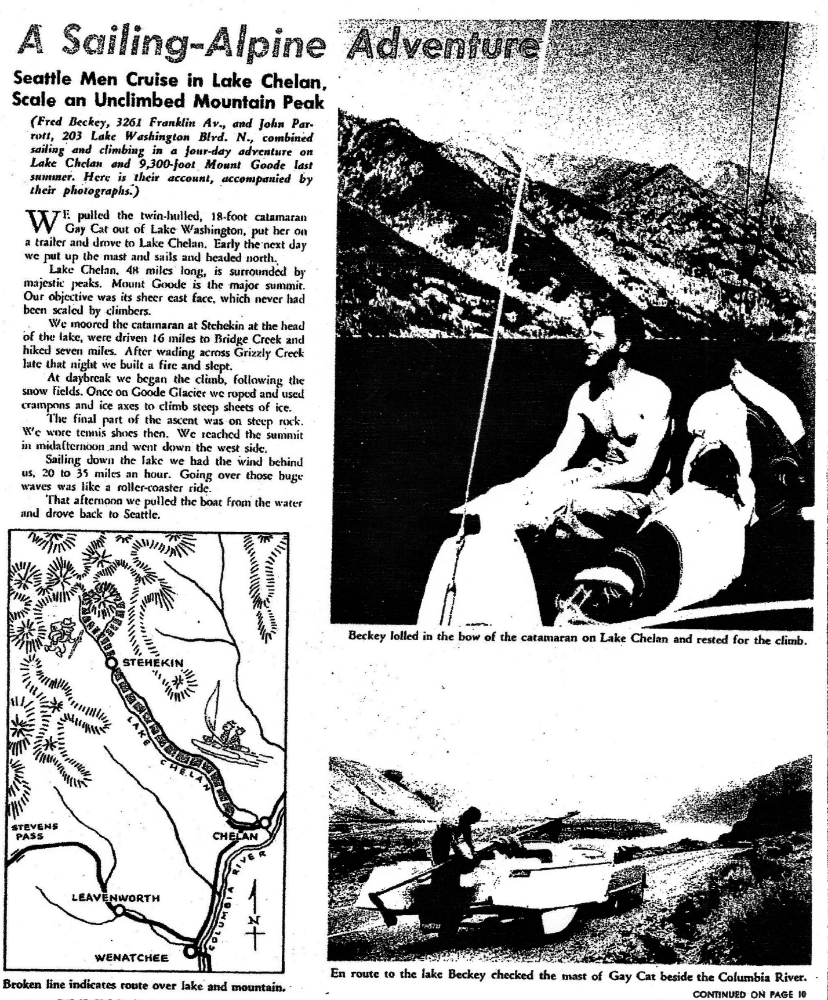 A Sailing-Alpine Adventure
Seattle Men Cruise in Lake Chelan,
Scale an Unclimbed Mountain Peak
(Fred Beckey, 3261 Franklin Av., and John Par-
rott, 203 Lake Washington Blvd. N., combined
sailing and climbing in a four-day adventure on
Lake Chelan and 9,300-foot Mount Goode last
summer. Here is their account, accompanied by
their photographs.)
WE pulled the twin-hulled, 18-foot catamaran
Gay Cat out of Lake Washington, put her on
a trailer and drove to Lake Chelan. Early the next day
we put up the mast and sails and headed north.
Lake Chelan, 48 miles long, is surrounded by
majestic peaks. Mount Goode is the major summit.
Our objective was its sheer east face, which never had
been scaled by climbers.
We moored the catamaran at Stehekin at the head
of the lake, were driven 16 miles to Bridge Creek and
hiked seven miles. After wading across Grizzly Creek
late that night we built a fire and slept.
At daybreak we began the climb, following the
snow fields. Once on Goode Glacier we roped and used
crampons and ice axes to climb steep sheets of ice.
The final part of the ascent was on steep rock.
We wore tennis shoes then. We reached the summit
in midafternoon and went down the west side.
Sailing down the lake we had the wind behind
us, 20 to 35 miles an hour. Going over those huge
waves was like a roller-coaster ride.
That afternoon we pulled the boat from the water
and drove back to Seattle.
STEHEKIN
LAKE CHELAN
STEVENS
PASS
CHELAN
COLUMBIA RIVER
LEAVENWORTH
N
WENATCHEE
Broken line indicates route over lake and mountain.
Beckey lolled in the bow of the catamaran on Lake Chelan and rested for the climb.
En route to the lake Beckey checked the mast of Gay Cat beside the Columbia River.
CONTINUED ON PAGE 10